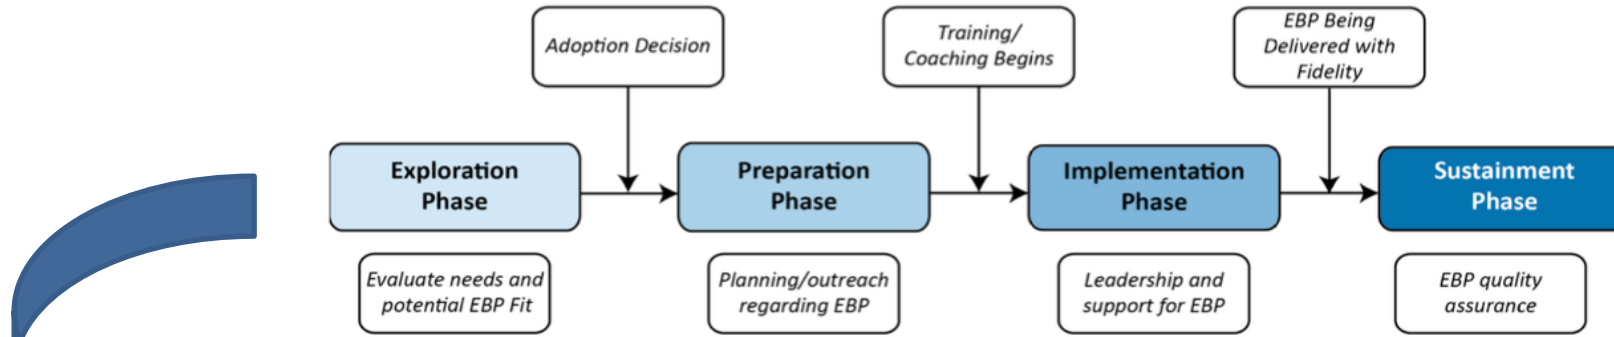 Adoption Decision
Training/
Coaching Begins
EBP Being
Delivered with
Fidelity
Exploration
Phase
Preparation
Phase
Implementation
Phase
Sustainment
Phase
Evaluate needs and
potential EBP Fit
Planning/outreach
regarding EBP
Leadership and
support for EBP
EBP quality
assurance